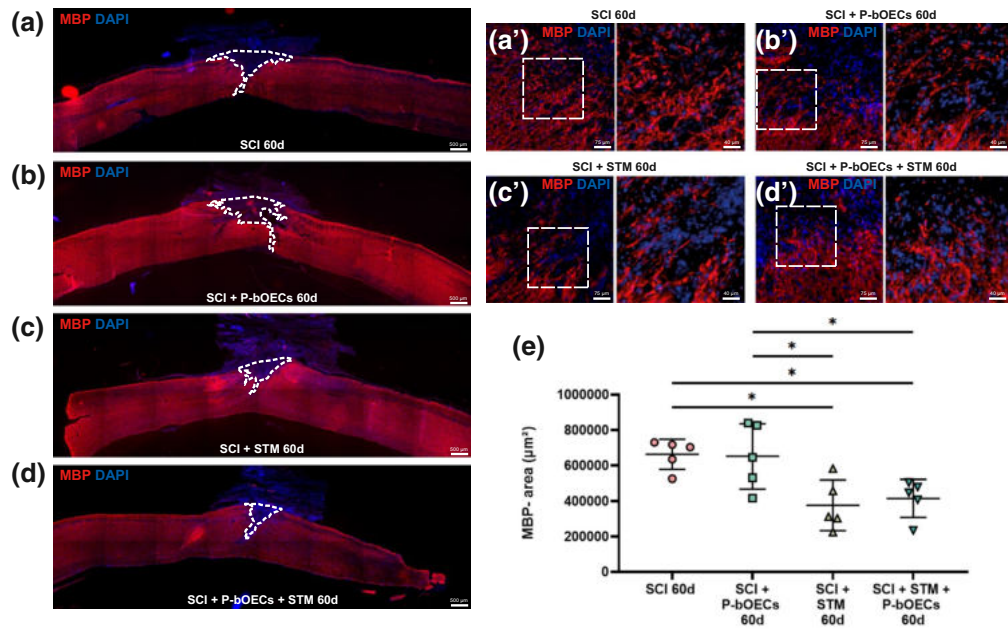 (a)
MBP DAPI
SCI 60d
500 µm
(b)
MBP DAPI
SCI + P-bOECs 60d
500 µm
(c)
MBP DAPI
SCI + STM 60d
500 µm
(d)
MBP DAPI
SCI + P-bOECs + STM 60d
500 µm
SCI 60d
(a')
MBP DAPI
75 µm
40 µm
SCI + P-bOECs 60d
(b')
MBP DAPI
75 µm
40 µm
SCI + STM 60d
(c')
MBP DAPI
75 µm
40 µm
SCI + P-bOECs + STM 60d
(d')
MBP DAPI
75 µm
40 µm
(e)
*
*
*
*
MBP- area (µm²)
1000000
800000
600000
400000
200000
0
SCI 60d
SCI +
P-bOECs
60d
SCI +
STM
60d
SCI + STM +
P-bOECs
60d